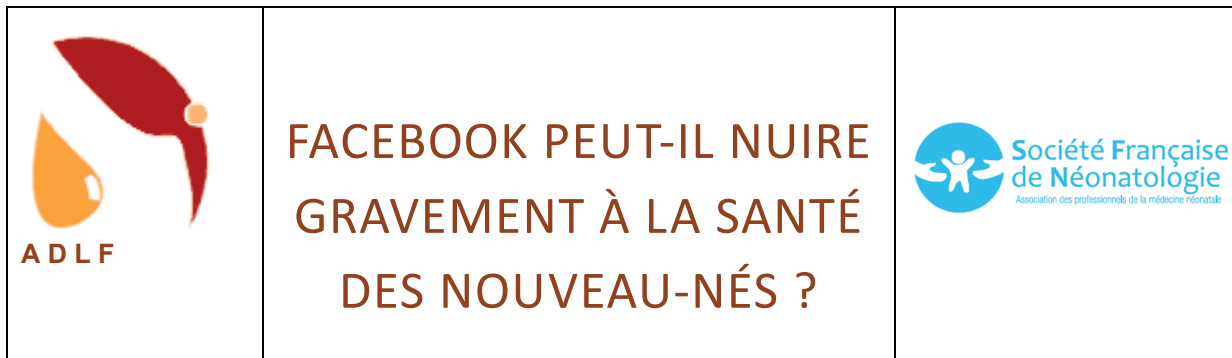 ADLF
FACEBOOK PEUT-IL NUIRE
GRAVEMENT À LA SANTÉ
DES NOUVEAU-NÉS ?
Société Française
de Néonatologie
Association des professionnels de la médecine néonatale